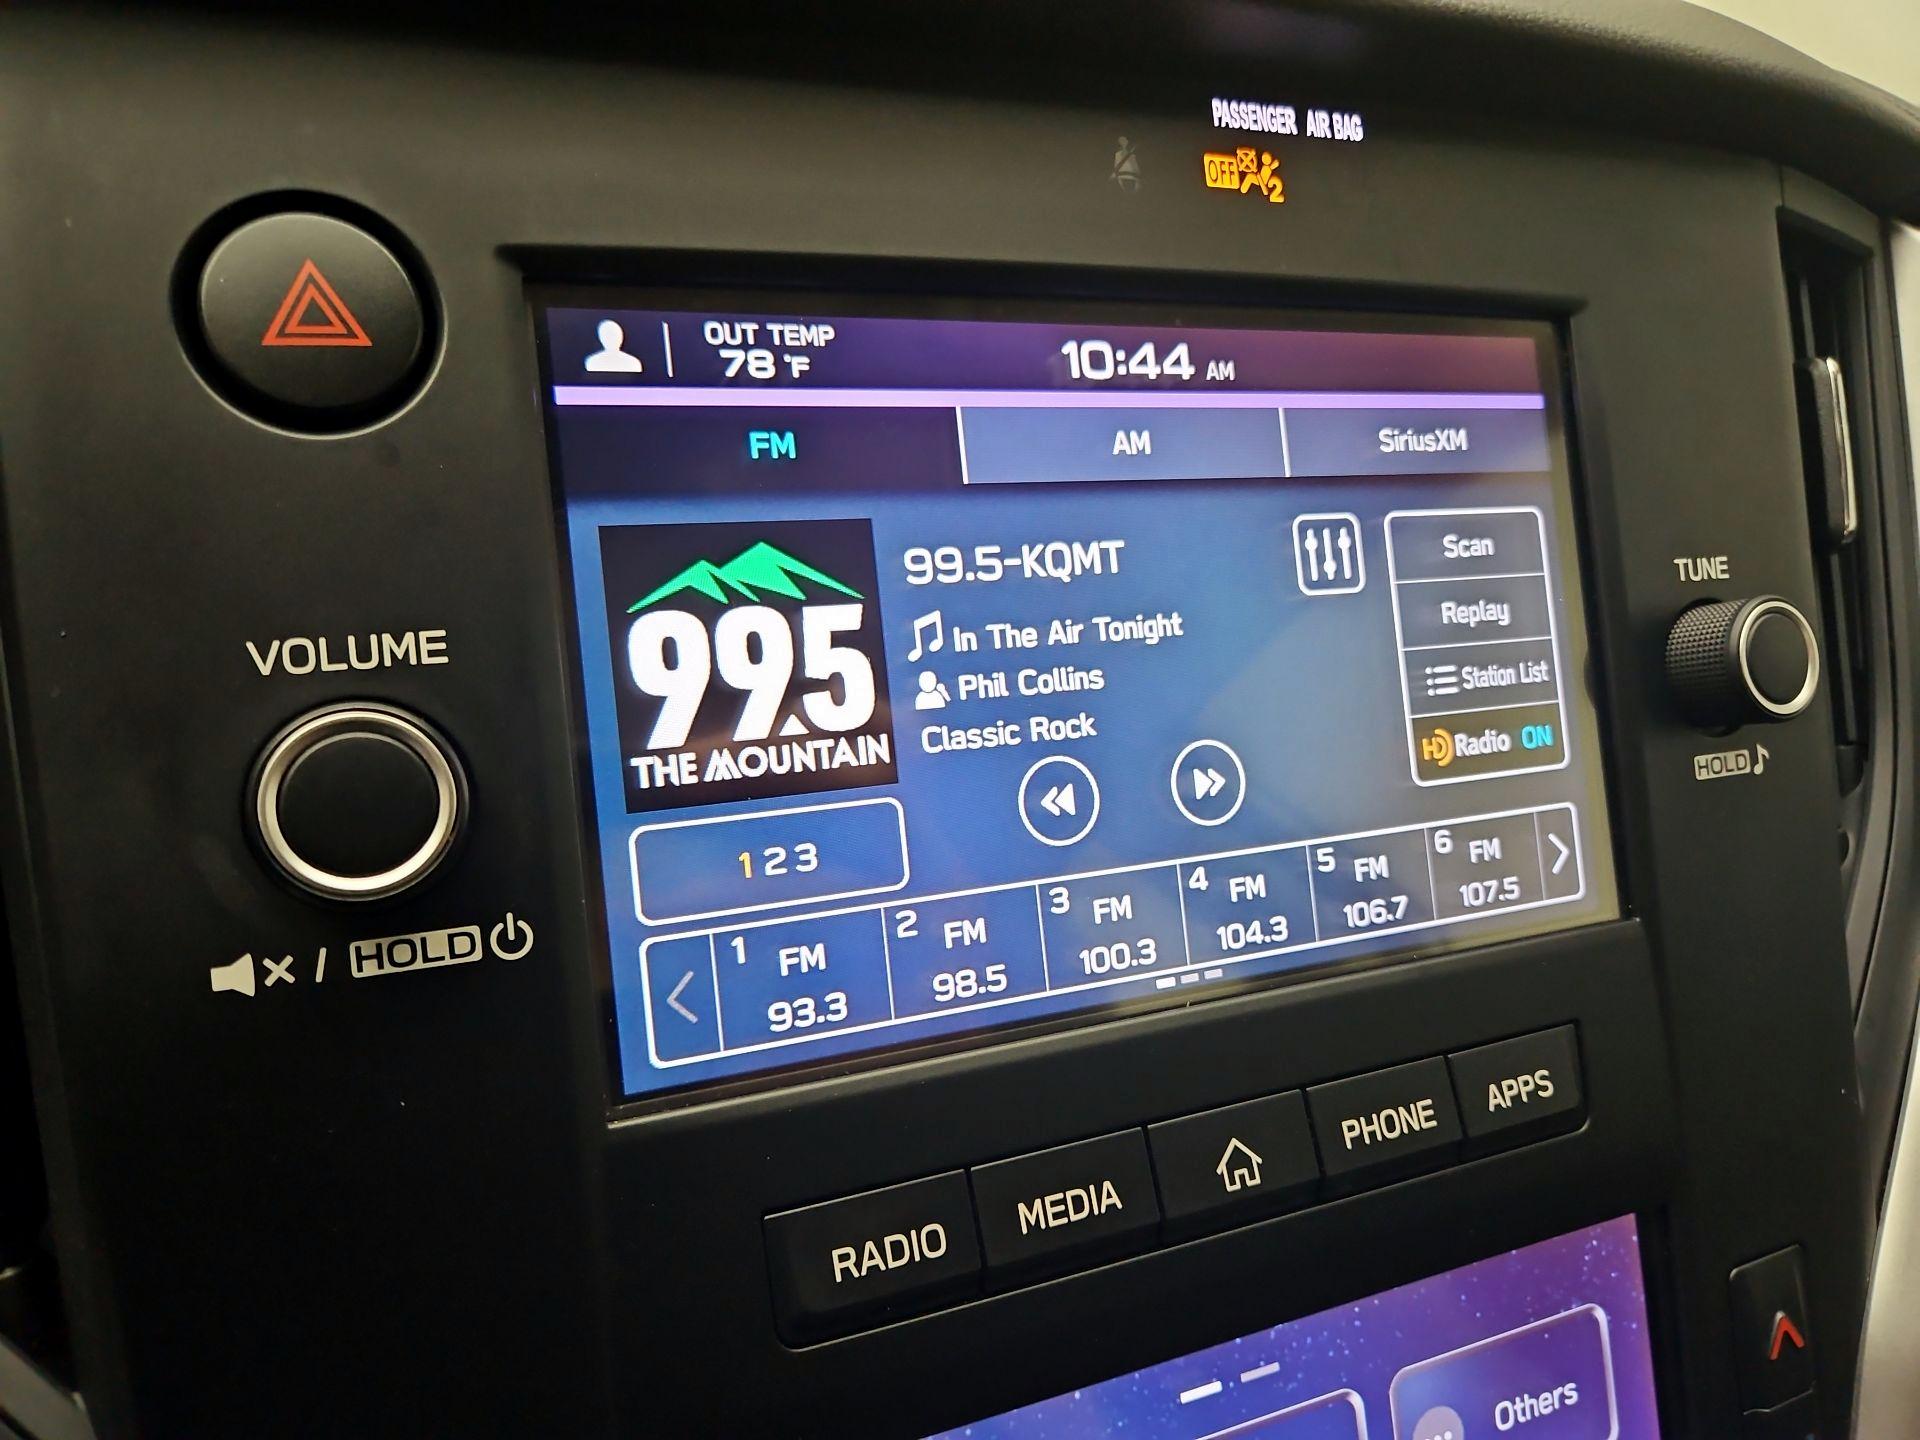 PASSENGER AIR BAG
OFF 2
OUT TEMP
78 °F
10:44 AM
FM
AM
SiriusXM
99.5
THE MOUNTAIN
99.5-KQMT
In The Air Tonight
Phil Collins
Classic Rock
Scan
Replay
Station List
HD Radio ON
1 2 3
1 FM 93.3
2 FM 98.5
3 FM 100.3
4 FM 104.3
5 FM 106.7
6 FM 107.5
VOLUME
/ HOLD
TUNE
HOLD
RADIO
MEDIA
PHONE
APPS
Others